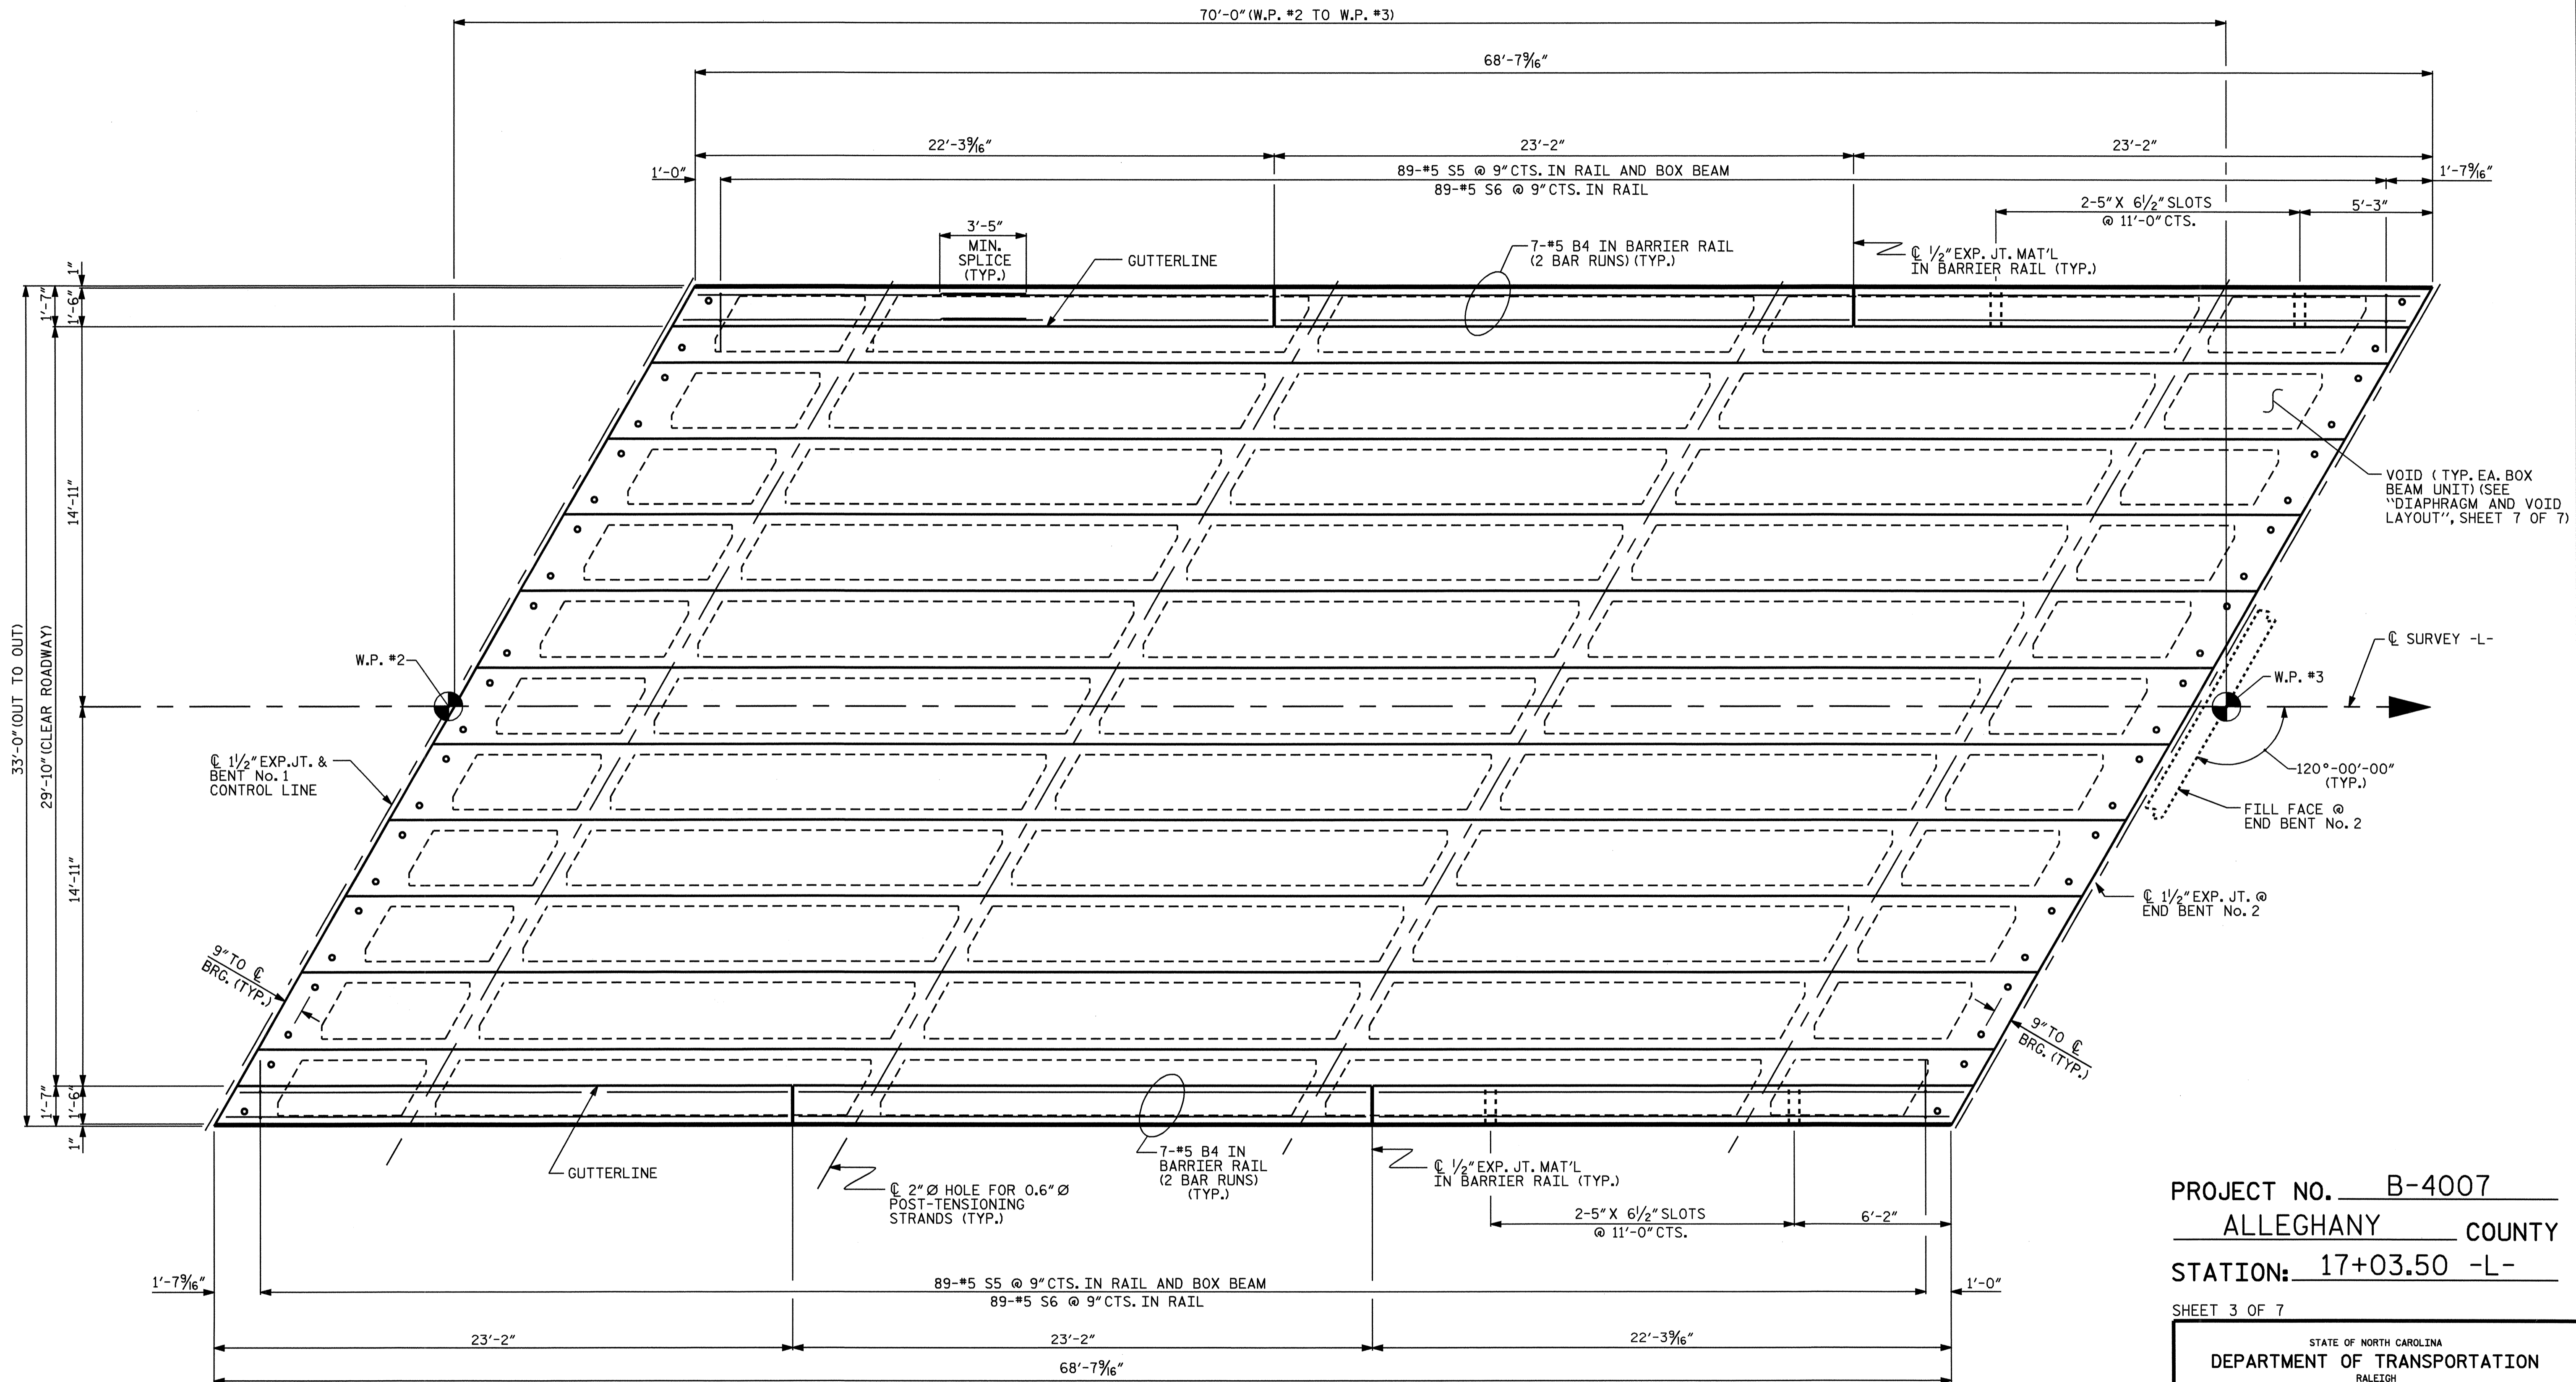 70'-0" (W.P. #2 TO W.P. #3)
68'-7 9/16"
22'-3 9/16"
23'-2"
23'-2"
1'-0"
89-#5 S5 @ 9" CTS. IN RAIL AND BOX BEAM
89-#5 S6 @ 9" CTS. IN RAIL
1'-7 9/16"
2-5" X 6 1/2" SLOTS
@ 11'-0" CTS.
5'-3"
3'-5"
MIN.
SPLICE
(TYP.)
GUTTERLINE
7-#5 B4 IN BARRIER RAIL
(2 BAR RUNS) (TYP.)
℄ 1/2" EXP. JT. MAT'L
IN BARRIER RAIL (TYP.)
1"
1'-7"
1'-6"
14'-11"
33'-0" (OUT TO OUT)
29'-10" (CLEAR ROADWAY)
14'-11"
1'-7"
1'-6"
1"
VOID ( TYP. EA. BOX
BEAM UNIT) (SEE
"DIAPHRAGM AND VOID
LAYOUT", SHEET 7 OF 7)
W.P. #2
℄ SURVEY -L-
W.P. #3
120°-00'-00"
(TYP.)
FILL FACE @
END BENT No. 2
℄ 1 1/2" EXP. JT. &
BENT No. 1
CONTROL LINE
℄ 1 1/2" EXP. JT. @
END BENT No. 2
9" TO ℄
BRG. (TYP.)
9" TO ℄
BRG. (TYP.)
GUTTERLINE
℄ 2" Ø HOLE FOR 0.6" Ø
POST-TENSIONING
STRANDS (TYP.)
7-#5 B4 IN
BARRIER RAIL
(2 BAR RUNS)
(TYP.)
℄ 1/2" EXP. JT. MAT'L
IN BARRIER RAIL (TYP.)
2-5" X 6 1/2" SLOTS
@ 11'-0" CTS.
6'-2"
1'-7 9/16"
89-#5 S5 @ 9" CTS. IN RAIL AND BOX BEAM
89-#5 S6 @ 9" CTS. IN RAIL
1'-0"
23'-2"
23'-2"
22'-3 9/16"
68'-7 9/16"
PROJECT NO. B-4007
ALLEGHANY COUNTY
STATION: 17+03.50 -L-
SHEET 3 OF 7
STATE OF NORTH CAROLINA
DEPARTMENT OF TRANSPORTATION
RALEIGH